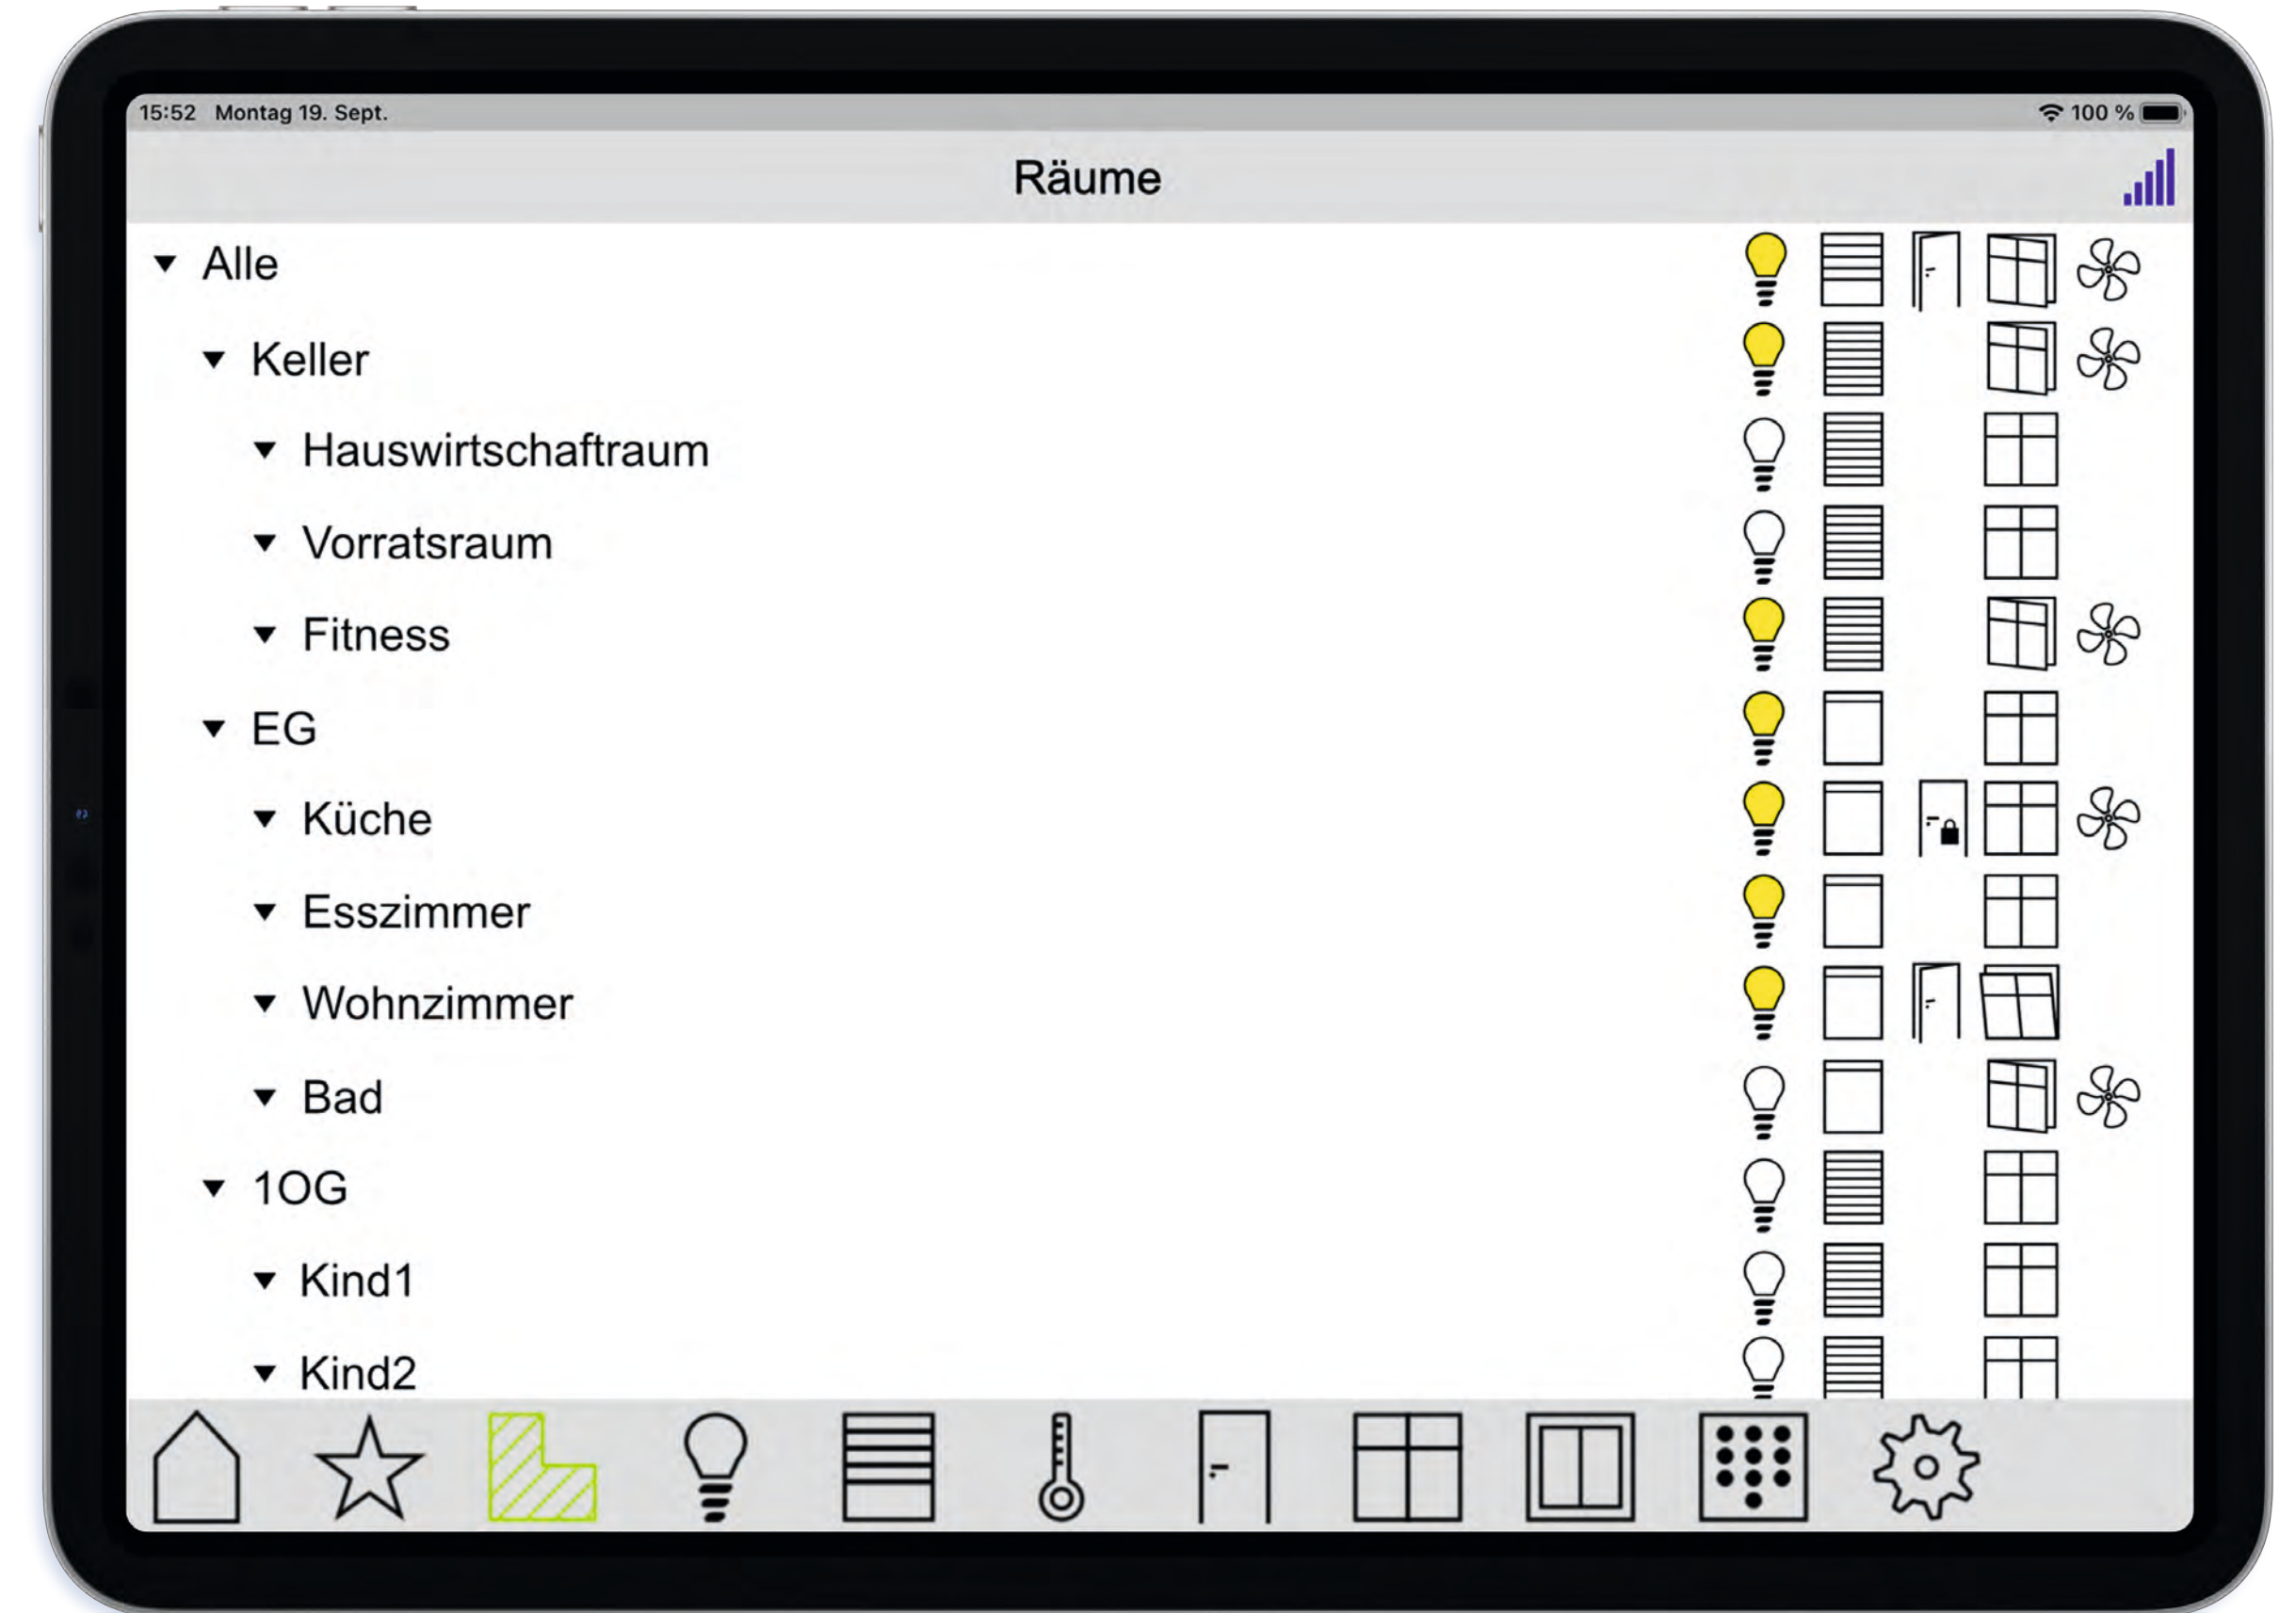 15:52 Montag 19. Sept. 100 %
Räume
Alle
Keller
Hauswirtschaftraum
Vorratsraum
Fitness
EG
Küche
Esszimmer
Wohnzimmer
Bad
1OG
Kind1
Kind2